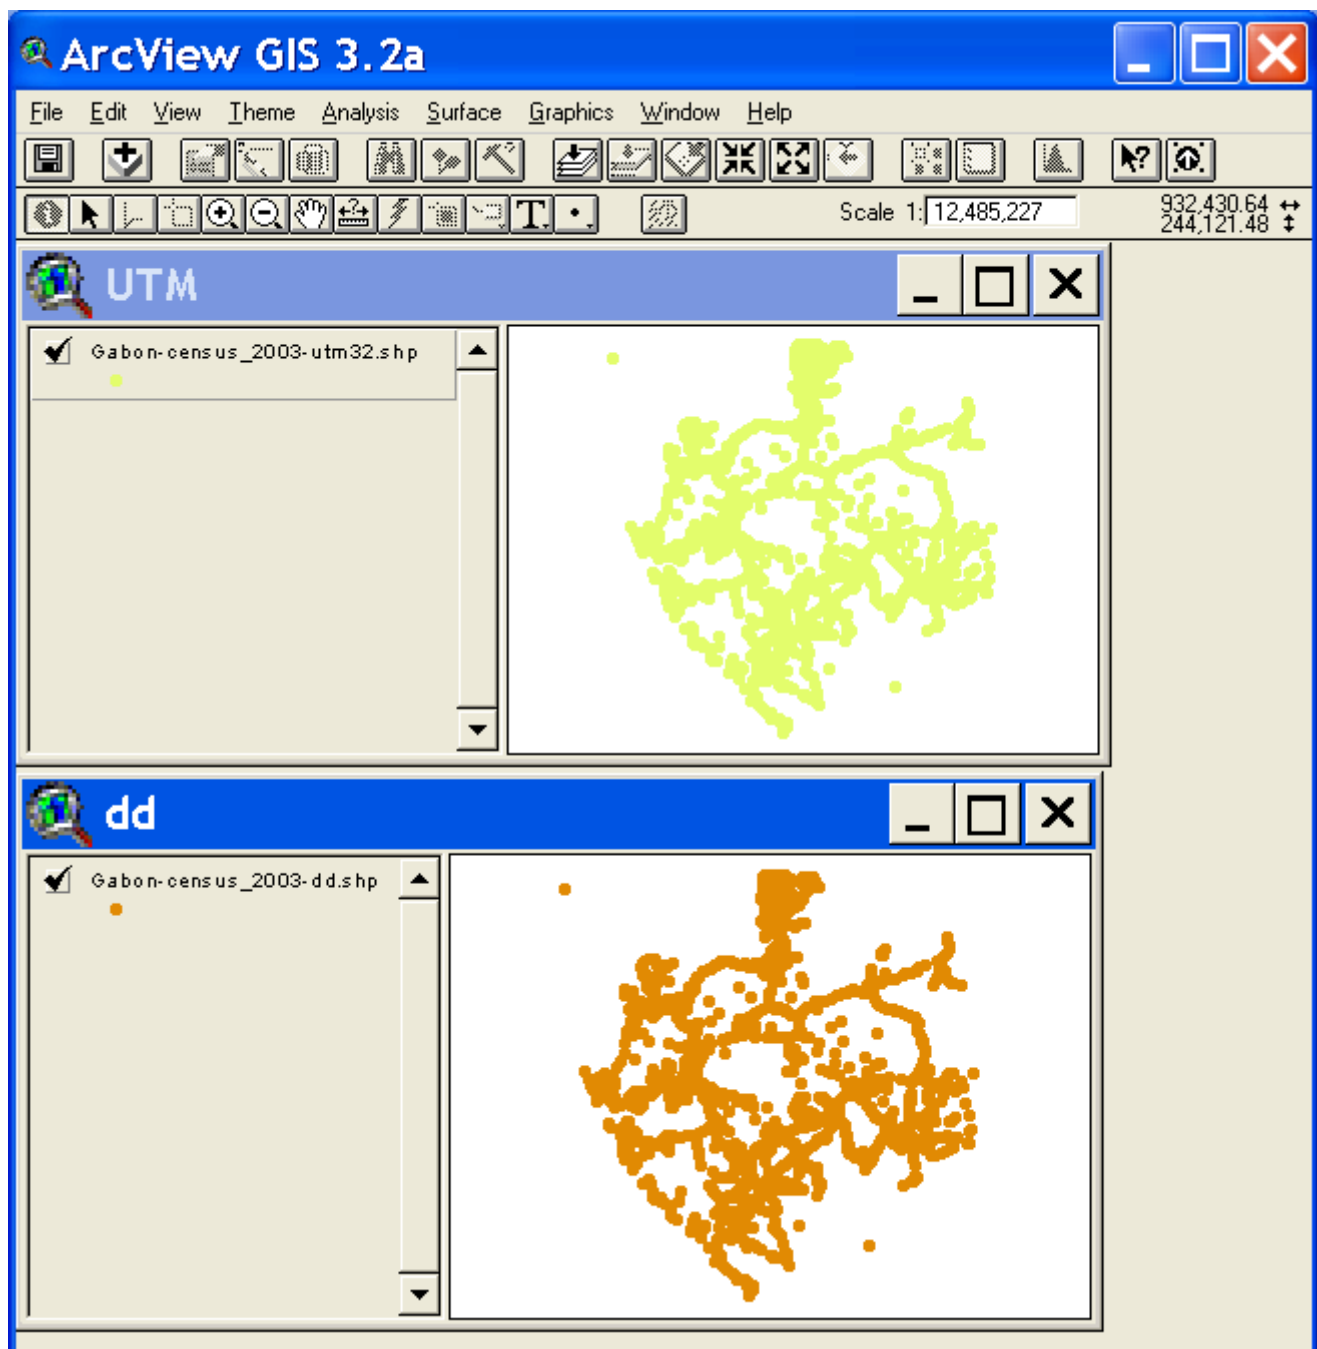 ArcView GIS 3.2a
File Edit View Theme Analysis Surface Graphics Window Help
T
Scale 1: 12,485,227
932,430.64
244,121.48
UTM
Gabon-census_2003-utm32.shp
dd
Gabon-census_2003-dd.shp